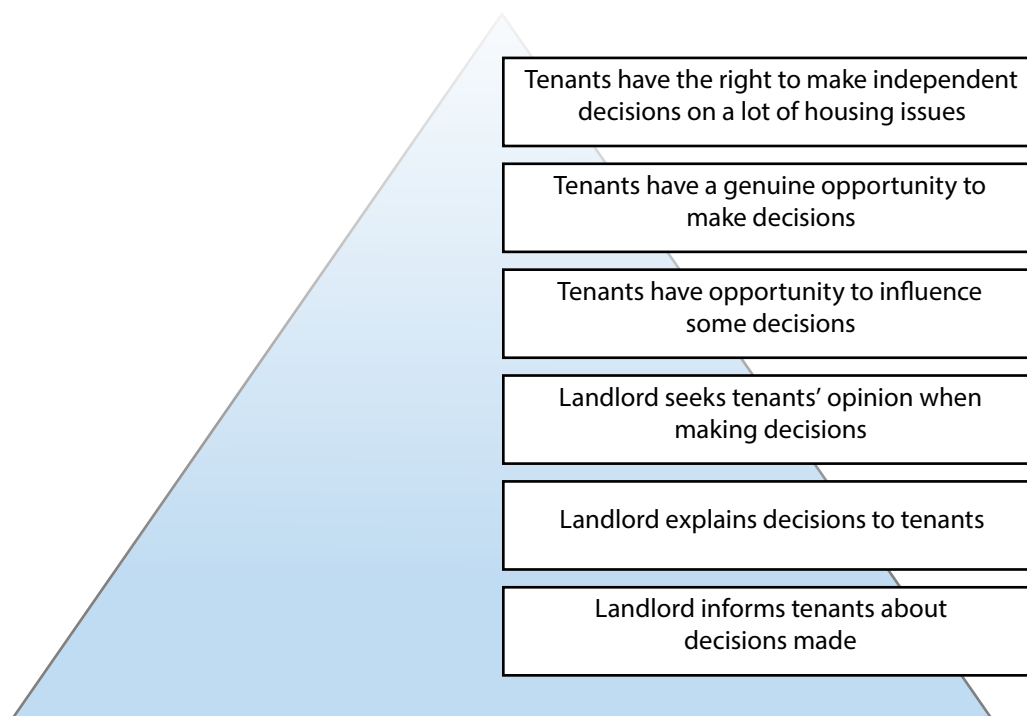 Tenants have the right to make independent
decisions on a lot of housing issues
Tenants have a genuine opportunity to
make decisions
Tenants have opportunity to influence
some decisions
Landlord seeks tenants’ opinion when
making decisions
Landlord explains decisions to tenants
Landlord informs tenants about
decisions made